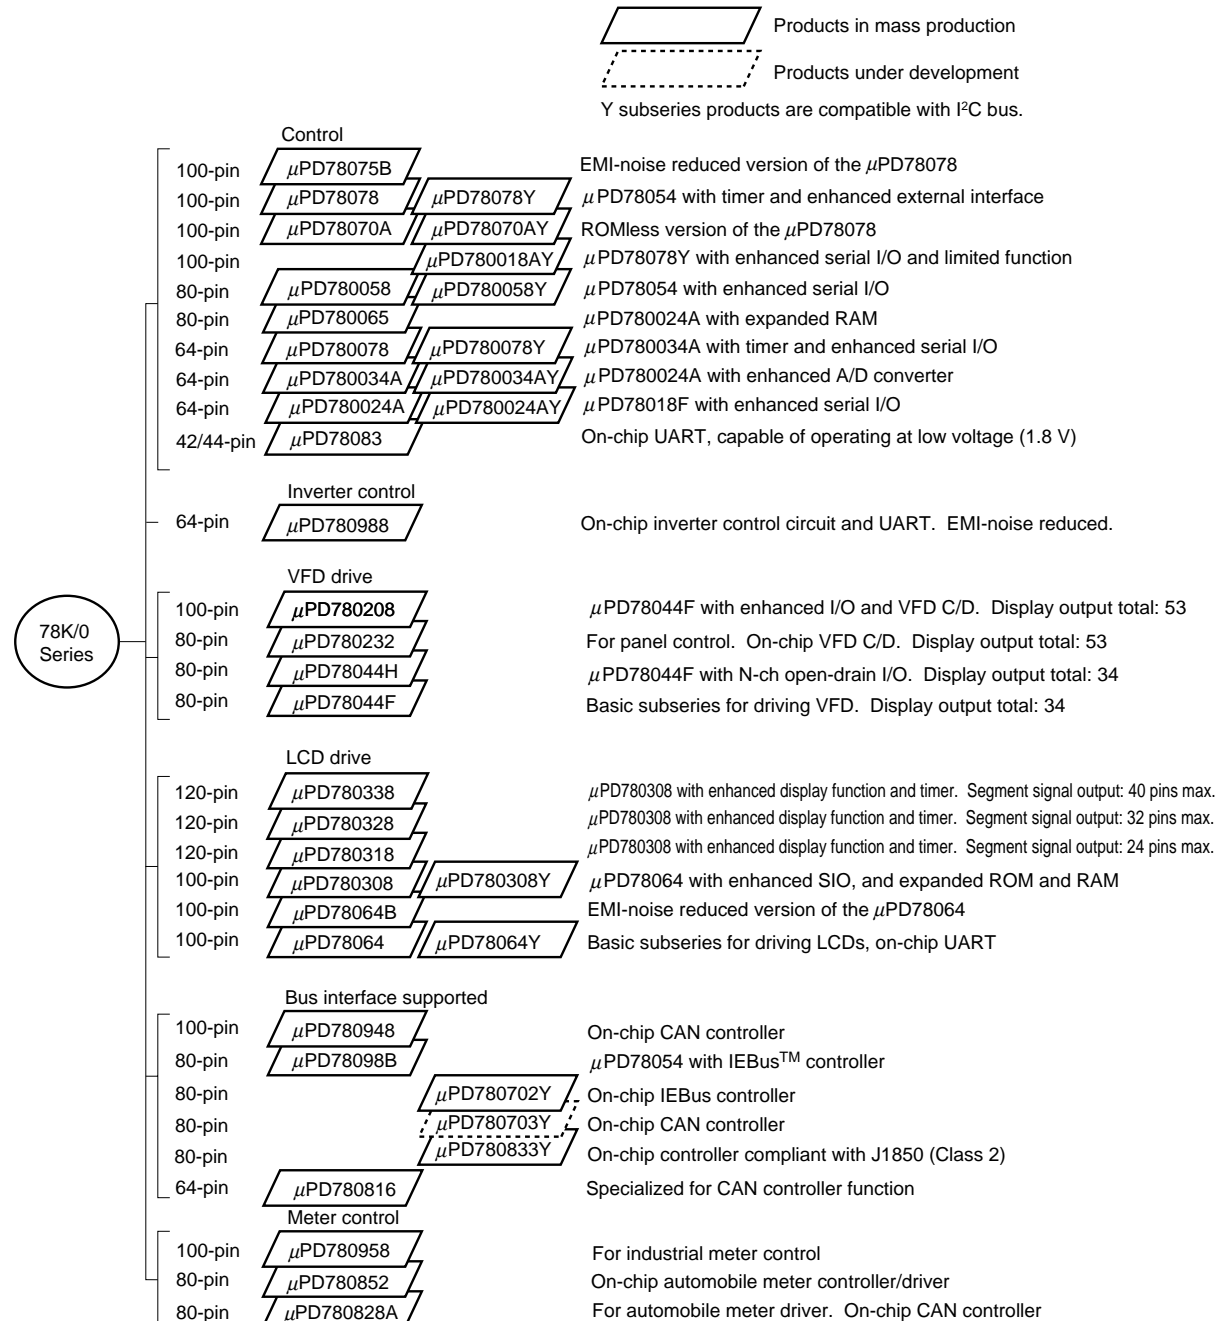 Products in mass production
Products under development
Y subseries products are compatible with I²C bus.
Control
100-pin μPD78075B EMI-noise reduced version of the μPD78078
100-pin μPD78078 μPD78078Y μPD78054 with timer and enhanced external interface
100-pin μPD78070A μPD78070AY ROMless version of the μPD78078
100-pin μPD780018AY μPD78078Y with enhanced serial I/O and limited function
80-pin μPD780058 μPD780058Y μPD78054 with enhanced serial I/O
80-pin μPD780065 μPD780024A with expanded RAM
64-pin μPD780078 μPD780078Y μPD780034A with timer and enhanced serial I/O
64-pin μPD780034A μPD780034AY μPD780024A with enhanced A/D converter
64-pin μPD780024A μPD780024AY μPD78018F with enhanced serial I/O
42/44-pin μPD78083 On-chip UART, capable of operating at low voltage (1.8 V)
Inverter control
64-pin μPD780988 On-chip inverter control circuit and UART. EMI-noise reduced.
78K/0
Series
VFD drive
100-pin μPD780208 μPD78044F with enhanced I/O and VFD C/D. Display output total: 53
80-pin μPD780232 For panel control. On-chip VFD C/D. Display output total: 53
80-pin μPD78044H μPD78044F with N-ch open-drain I/O. Display output total: 34
80-pin μPD78044F Basic subseries for driving VFD. Display output total: 34
LCD drive
120-pin μPD780338 μPD780308 with enhanced display function and timer. Segment signal output: 40 pins max.
120-pin μPD780328 μPD780308 with enhanced display function and timer. Segment signal output: 32 pins max.
120-pin μPD780318 μPD780308 with enhanced display function and timer. Segment signal output: 24 pins max.
100-pin μPD780308 μPD780308Y μPD78064 with enhanced SIO, and expanded ROM and RAM
100-pin μPD78064B EMI-noise reduced version of the μPD78064
100-pin μPD78064 μPD78064Y Basic subseries for driving LCDs, on-chip UART
Bus interface supported
100-pin μPD780948 On-chip CAN controller
80-pin μPD78098B μPD78054 with IEBus™ controller
80-pin μPD780702Y On-chip IEBus controller
80-pin μPD780703Y On-chip CAN controller
80-pin μPD780833Y On-chip controller compliant with J1850 (Class 2)
64-pin μPD780816 Specialized for CAN controller function
Meter control
100-pin μPD780958 For industrial meter control
80-pin μPD780852 On-chip automobile meter controller/driver
80-pin μPD780828A For automobile meter driver. On-chip CAN controller